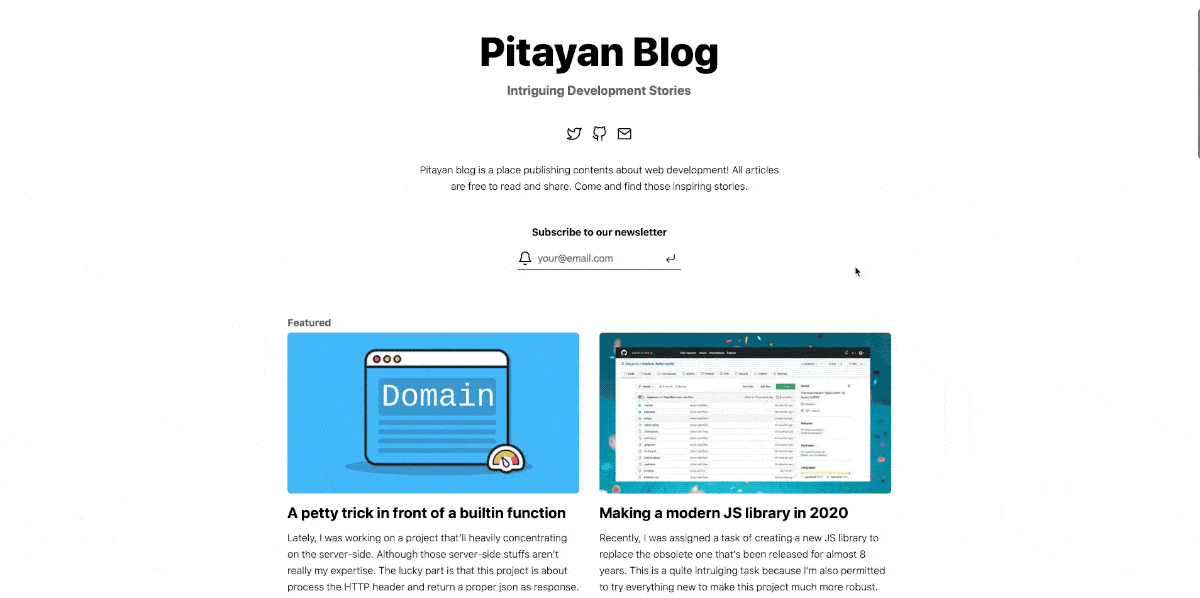 Pitayan Blog
Intriguing Development Stories
Pitayan blog is a place publishing contents about web development! All articles
are free to read and share. Come and find those inspiring stories.
Subscribe to our newsletter
your@email.com
Featured
Domain
A petty trick in front of a builtin function
Lately, I was working on a project that'll heavily concentrating
on the server-side. Although those server-side stuffs aren't
really my expertise. The lucky part is that this project is about
process the HTTP header and return a proper json as response.
Making a modern JS library in 2020
Recently, I was assigned a task of creating a new JS library to
replace the obsolete one that's been released for almost 8
years. This is a quite intruiging task because I'm also permitted
to try everything new to make this project much more robust.